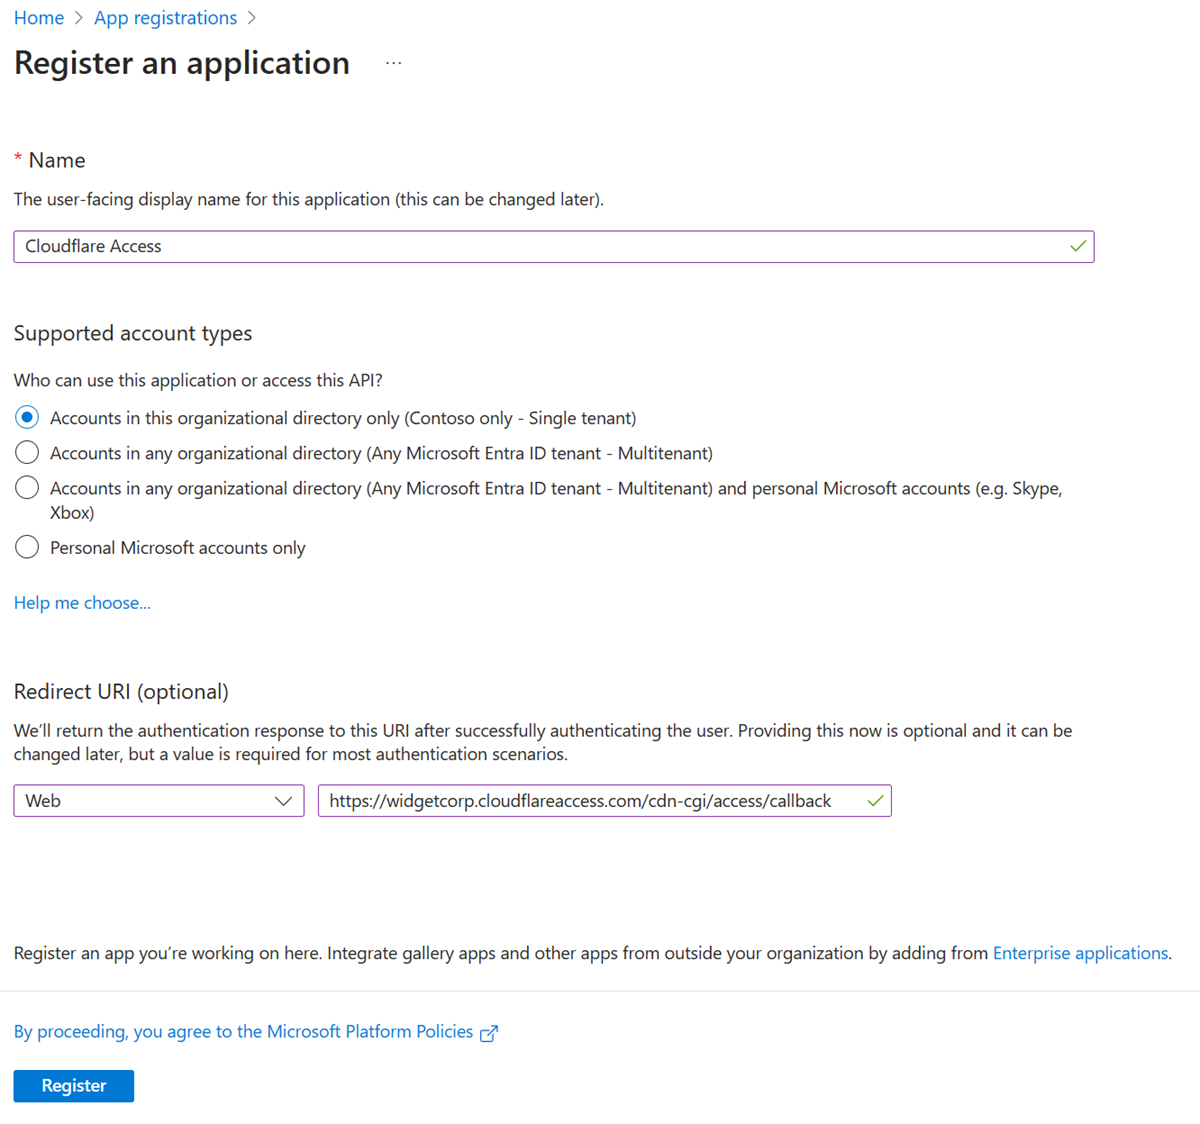 Home > App registrations >
Register an application ...
* Name
The user-facing display name for this application (this can be changed later).
Cloudflare Access
Supported account types
Who can use this application or access this API?
Accounts in this organizational directory only (Contoso only - Single tenant)
Accounts in any organizational directory (Any Microsoft Entra ID tenant - Multitenant)
Accounts in any organizational directory (Any Microsoft Entra ID tenant - Multitenant) and personal Microsoft accounts (e.g. Skype,
Xbox)
Personal Microsoft accounts only
Help me choose...
Redirect URI (optional)
We’ll return the authentication response to this URI after successfully authenticating the user. Providing this now is optional and it can be
changed later, but a value is required for most authentication scenarios.
Web https://widgetcorp.cloudflareaccess.com/cdn-cgi/access/callback
Register an app you’re working on here. Integrate gallery apps and other apps from outside your organization by adding from Enterprise applications.
By proceeding, you agree to the Microsoft Platform Policies
Register